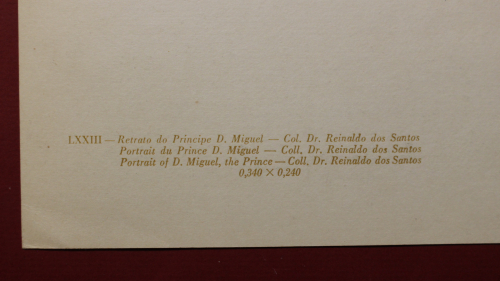 LXXIII — Retrato do Príncipe D. Miguel — Col. Dr. Reinaldo dos Santos
Portrait du Prince D. Miguel — Coll. Dr. Reinaldo dos Santos
Portrait of D. Miguel, the Prince — Coll. Dr. Reinaldo dos Santos
0,340 × 0,240